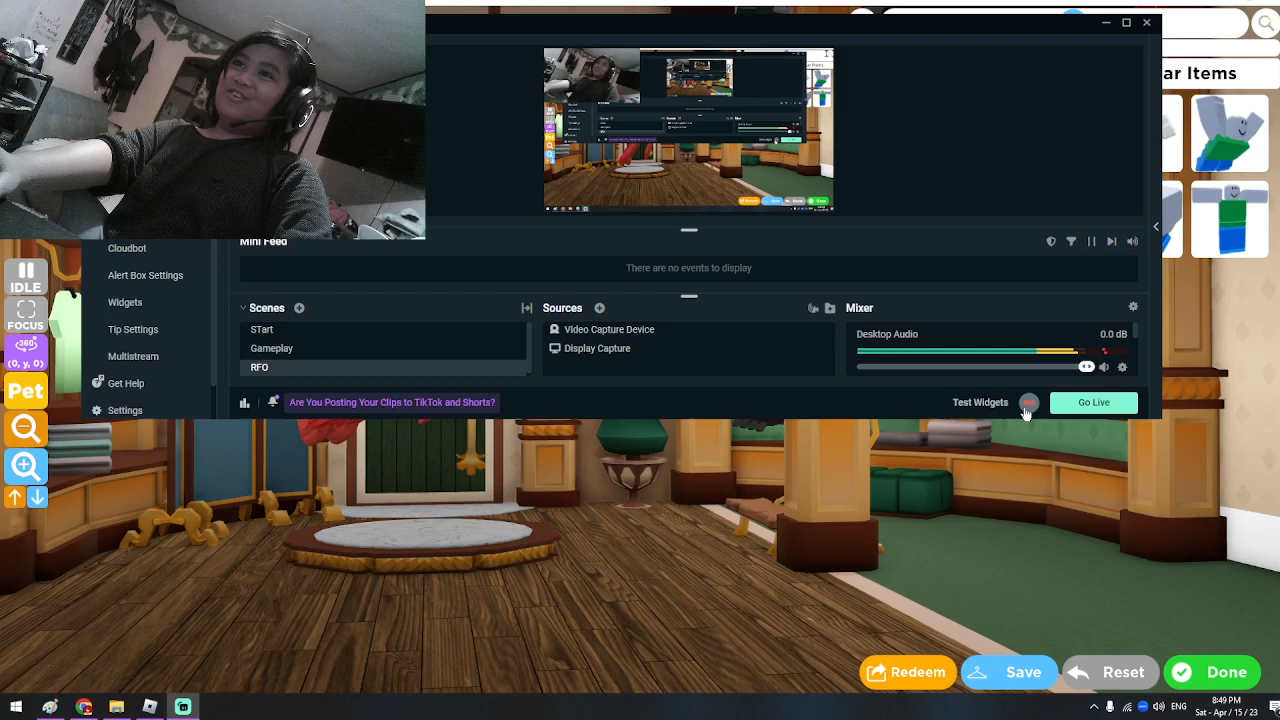 ar Items
IDLE
FOCUS
360°
(0, y, 0)
Pet
Cloudbot
Alert Box Settings
Widgets
Tip Settings
Multistream
Get Help
Settings
Mini Feed
There are no events to display
Scenes
STart
Gameplay
RFO
Sources
Video Capture Device
Display Capture
Mixer
Desktop Audio 0.0 dB
Are You Posting Your Clips to TikTok and Shorts?
Test Widgets
REC
Go Live
Redeem
Save
Reset
Done
ENG
8:49 PM
Sat - Apr / 15 / 23